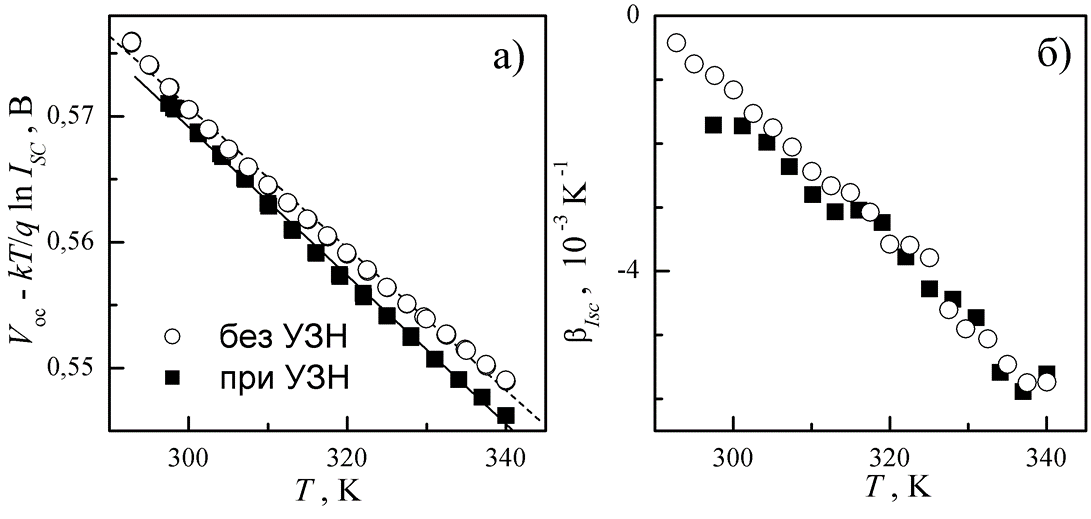 а)
V_oc - kT/q ln I_SC , В
0,57
0,56
0,55
без УЗН
при УЗН
300
320
340
T , K
б)
β_Isc , 10^-3 K^-1
0
-4
300
320
340
T , K